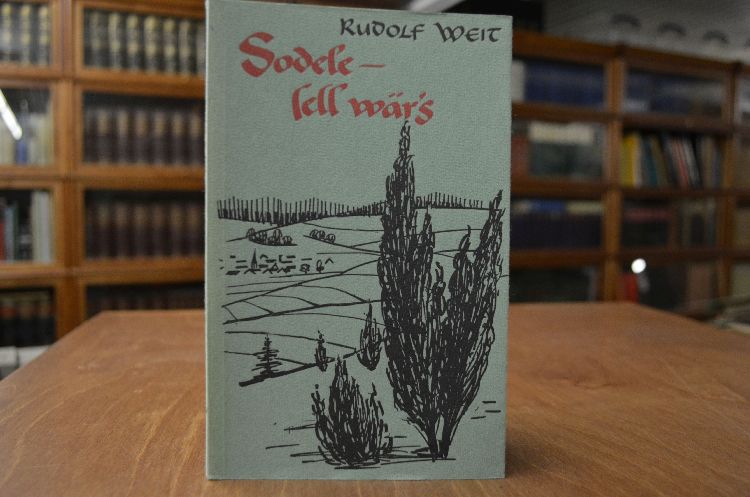 RUDOLF WEIT
Sodele –
sell wär's